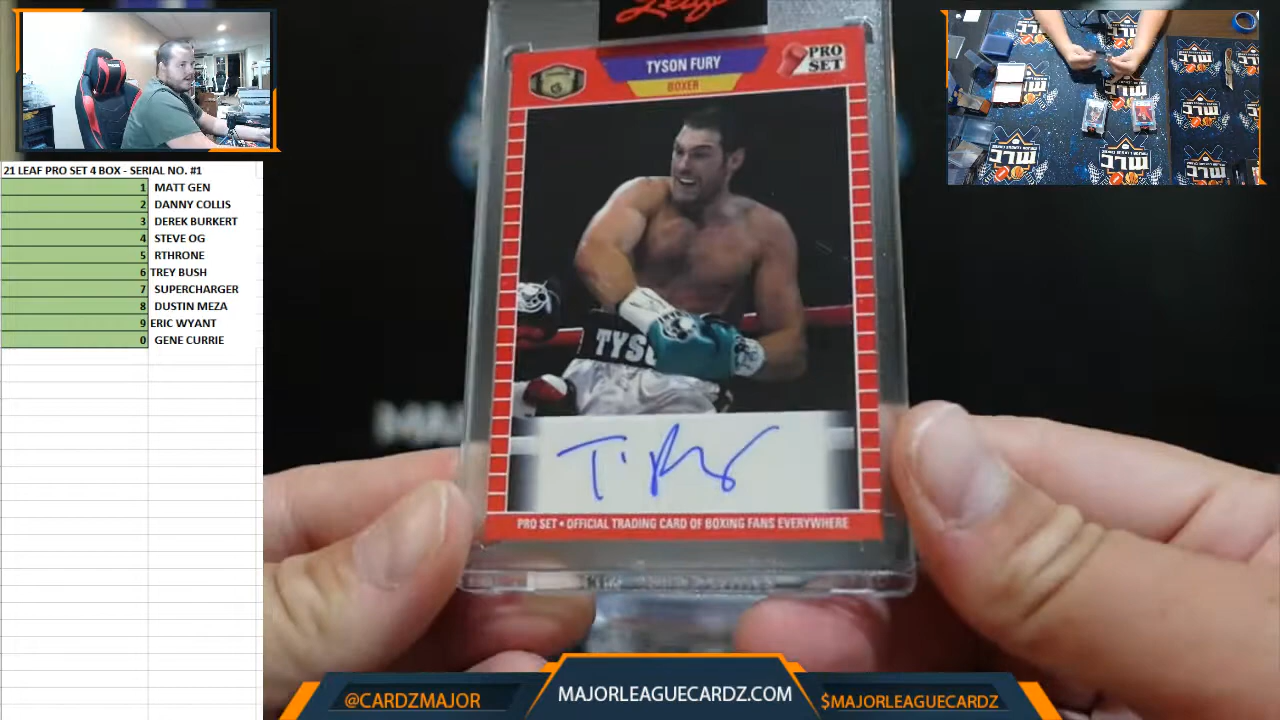 Leaf
TYSON FURY
BOXER
PRO
SET
TYS
PRO SET • OFFICIAL TRADING CARD OF BOXING FANS EVERYWHERE
21 LEAF PRO SET 4 BOX - SERIAL NO. #1
1 MATT GEN
2 DANNY COLLIS
3 DEREK BURKERT
4 STEVE OG
5 RTHRONE
6 TREY BUSH
7 SUPERCHARGER
8 DUSTIN MEZA
9 ERIC WYANT
0 GENE CURRIE
@CARDZMAJOR
MAJORLEAGUECARDZ.COM
$MAJORLEAGUECARDZ